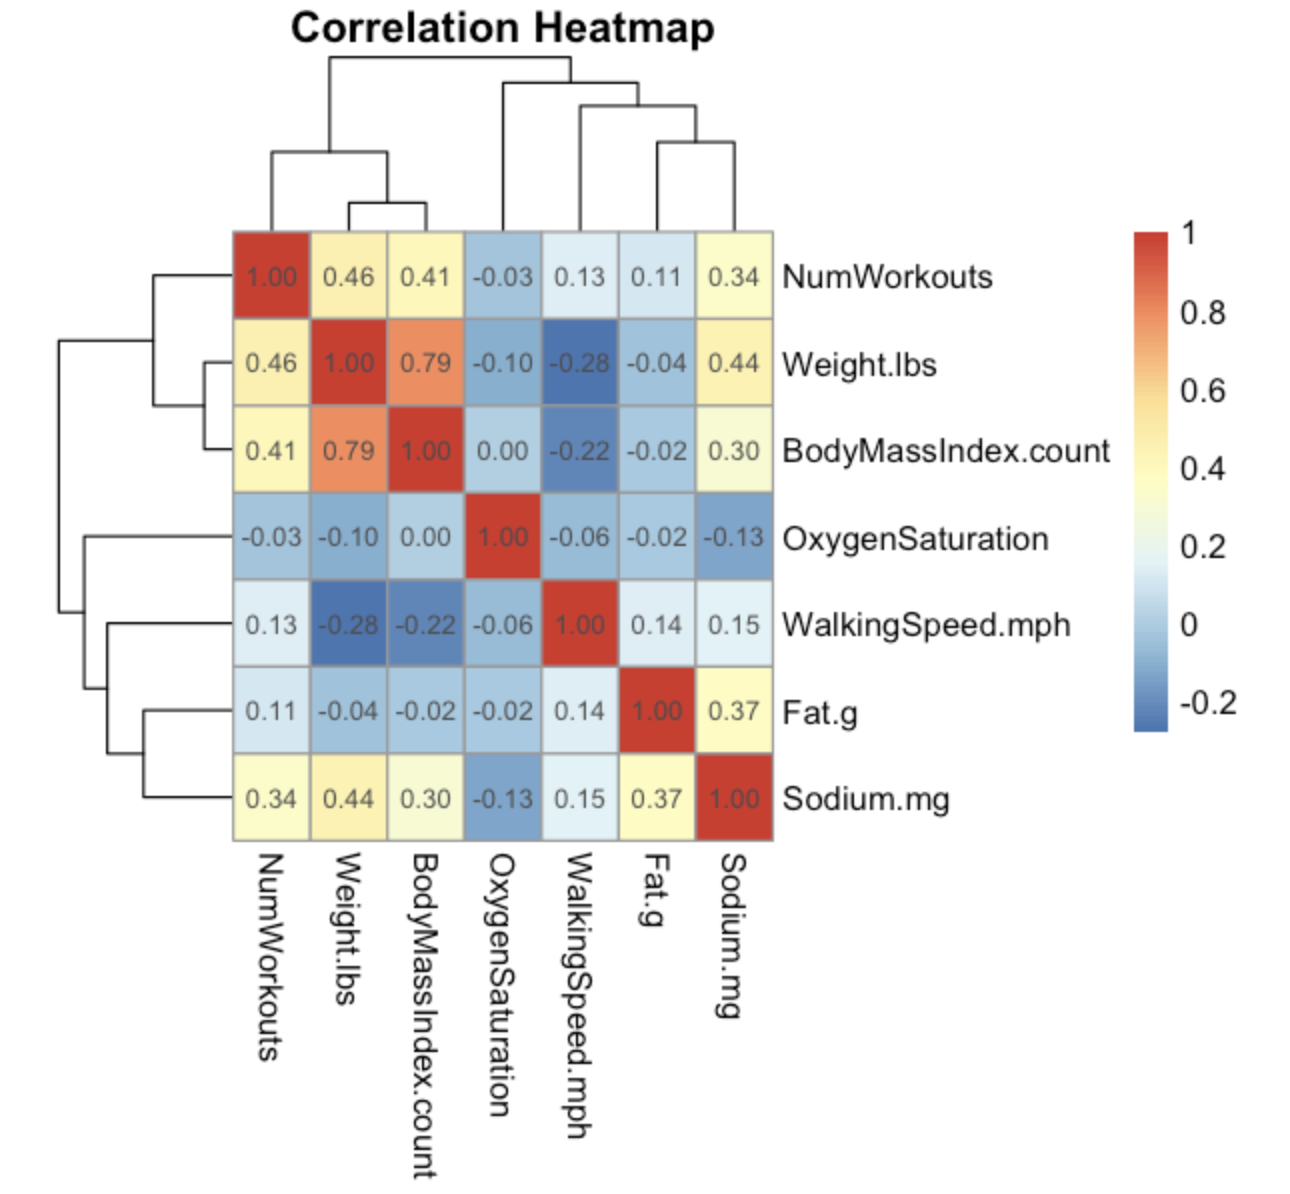 Correlation Heatmap
1.00 0.46 0.41 -0.03 0.13 0.11 0.34 NumWorkouts
0.46 1.00 0.79 -0.10 -0.28 -0.04 0.44 Weight.lbs
0.41 0.79 1.00 0.00 -0.22 -0.02 0.30 BodyMassIndex.count
-0.03 -0.10 0.00 1.00 -0.06 -0.02 -0.13 OxygenSaturation
0.13 -0.28 -0.22 -0.06 1.00 0.14 0.15 WalkingSpeed.mph
0.11 -0.04 -0.02 -0.02 0.14 1.00 0.37 Fat.g
0.34 0.44 0.30 -0.13 0.15 0.37 1.00 Sodium.mg
NumWorkouts
Weight.lbs
BodyMassIndex.count
OxygenSaturation
WalkingSpeed.mph
Fat.g
Sodium.mg
1
0.8
0.6
0.4
0.2
0
-0.2